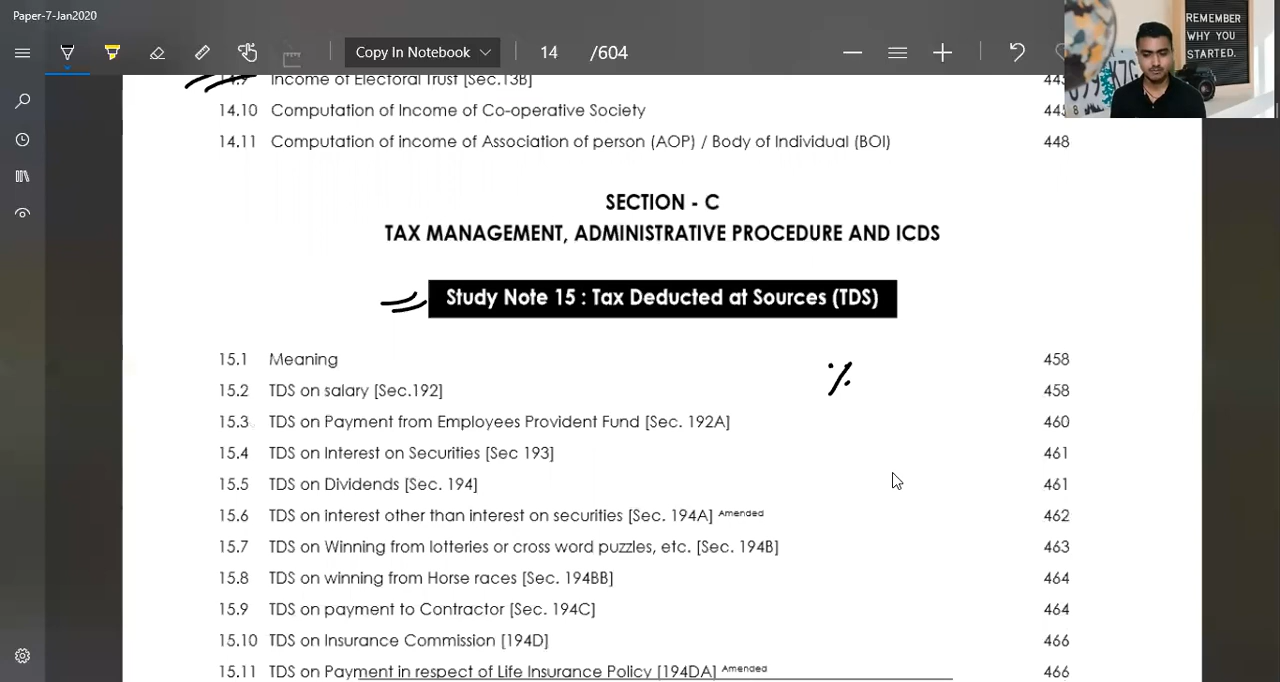 Paper-7-Jan2020
Copy In Notebook
14 /604
REMEMBER
WHY YOU
STARTED.
14.9 Income of Electoral Trust [Sec.13B] 443
14.10 Computation of Income of Co-operative Society 445
14.11 Computation of income of Association of person (AOP) / Body of Individual (BOI) 448
SECTION - C
TAX MANAGEMENT, ADMINISTRATIVE PROCEDURE AND ICDS
Study Note 15 : Tax Deducted at Sources (TDS)
15.1 Meaning 458
%
15.2 TDS on salary [Sec.192] 458
15.3 TDS on Payment from Employees Provident Fund [Sec. 192A] 460
15.4 TDS on Interest on Securities [Sec 193] 461
15.5 TDS on Dividends [Sec. 194] 461
15.6 TDS on interest other than interest on securities [Sec. 194A] Amended 462
15.7 TDS on Winning from lotteries or cross word puzzles, etc. [Sec. 194B] 463
15.8 TDS on winning from Horse races [Sec. 194BB] 464
15.9 TDS on payment to Contractor [Sec. 194C] 464
15.10 TDS on Insurance Commission [194D] 466
15.11 TDS on Payment in respect of Life Insurance Policy [194DA] Amended 466